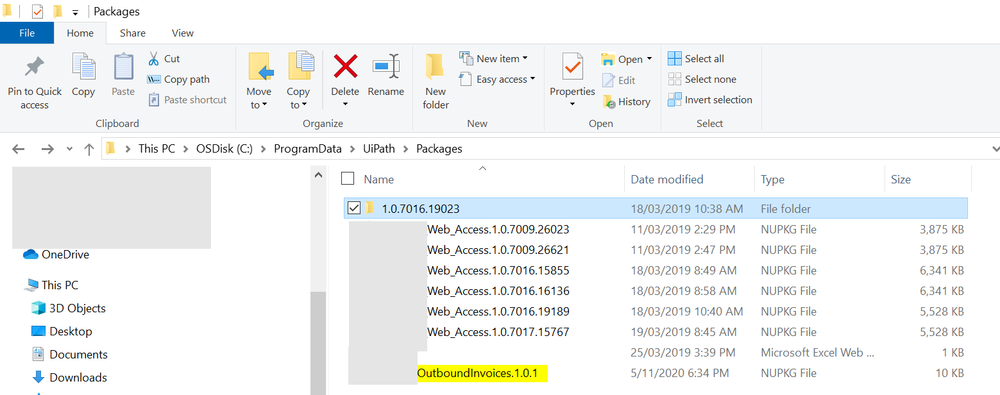 Packages
File Home Share View
Pin to Quick access
Copy
Paste
Cut
Copy path
Paste shortcut
Clipboard
Move to
Copy to
Delete
Rename
Organize
New folder
New item
Easy access
New
Properties
Open
Edit
History
Open
Select all
Select none
Invert selection
Select
This PC > OSDisk (C:) > ProgramData > UiPath > Packages
OneDrive
This PC
3D Objects
Desktop
Documents
Downloads
Name Date modified Type Size
1.0.7016.19023 18/03/2019 10:38 AM File folder
_Web_Access.1.0.7009.26023 11/03/2019 2:29 PM NUPKG File 3,875 KB
_Web_Access.1.0.7009.26621 11/03/2019 2:47 PM NUPKG File 3,875 KB
_Web_Access.1.0.7016.15855 18/03/2019 8:49 AM NUPKG File 6,341 KB
_Web_Access.1.0.7016.16136 18/03/2019 8:58 AM NUPKG File 6,341 KB
_Web_Access.1.0.7016.19189 18/03/2019 10:40 AM NUPKG File 5,528 KB
_Web_Access.1.0.7017.15767 19/03/2019 8:45 AM NUPKG File 5,528 KB
25/03/2019 3:39 PM Microsoft Excel Web ... 1 KB
OutboundInvoices.1.0.1 5/11/2020 6:34 PM NUPKG File 10 KB